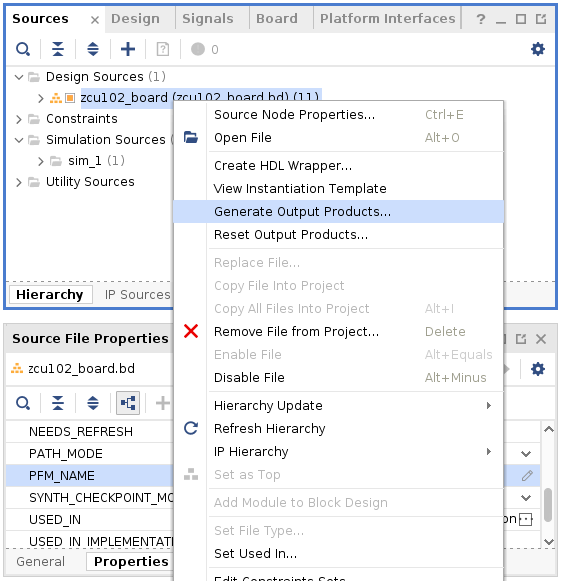 Sources × Design Signals Board Platform Interfaces ?
? 0
Design Sources (1)
zcu102_board (zcu102_board.bd) (11)
Constraints
Simulation Sources (
sim_1 (1)
Utility Sources
Hierarchy IP Sources
Source Node Properties... Ctrl+E
Open File Alt+O
Create HDL Wrapper...
View Instantiation Template
Generate Output Products...
Reset Output Products...
Replace File...
Copy File Into Project
Copy All Files Into Project Alt+I
Remove File from Project... Delete
Enable File Alt+Equals
Disable File Alt+Minus
Hierarchy Update
Refresh Hierarchy
IP Hierarchy
Set as Top
Add Module to Block Design
Set File Type...
Set Used In...
Edit Constraints Sets
Source File Properties
zcu102_board.bd
NEEDS_REFRESH
PATH_MODE
PFM_NAME
SYNTH_CHECKPOINT_MO
USED_IN on
USED_IN_IMPLEMENTATI
General Properties